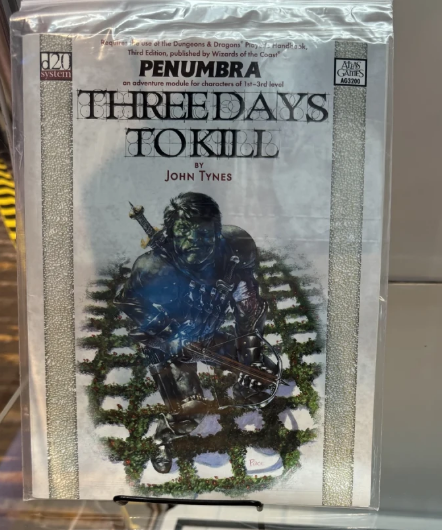 Requires the use of the Dungeons & Dragons® Player's Handbook,
Third Edition, published by Wizards of the Coast®
d20
system
PENUMBRA™
ATLAS
GAMES
AG3200
an adventure module for characters of 1st–3rd level
THREE DAYS
TO KILL
BY
JOHN TYNES